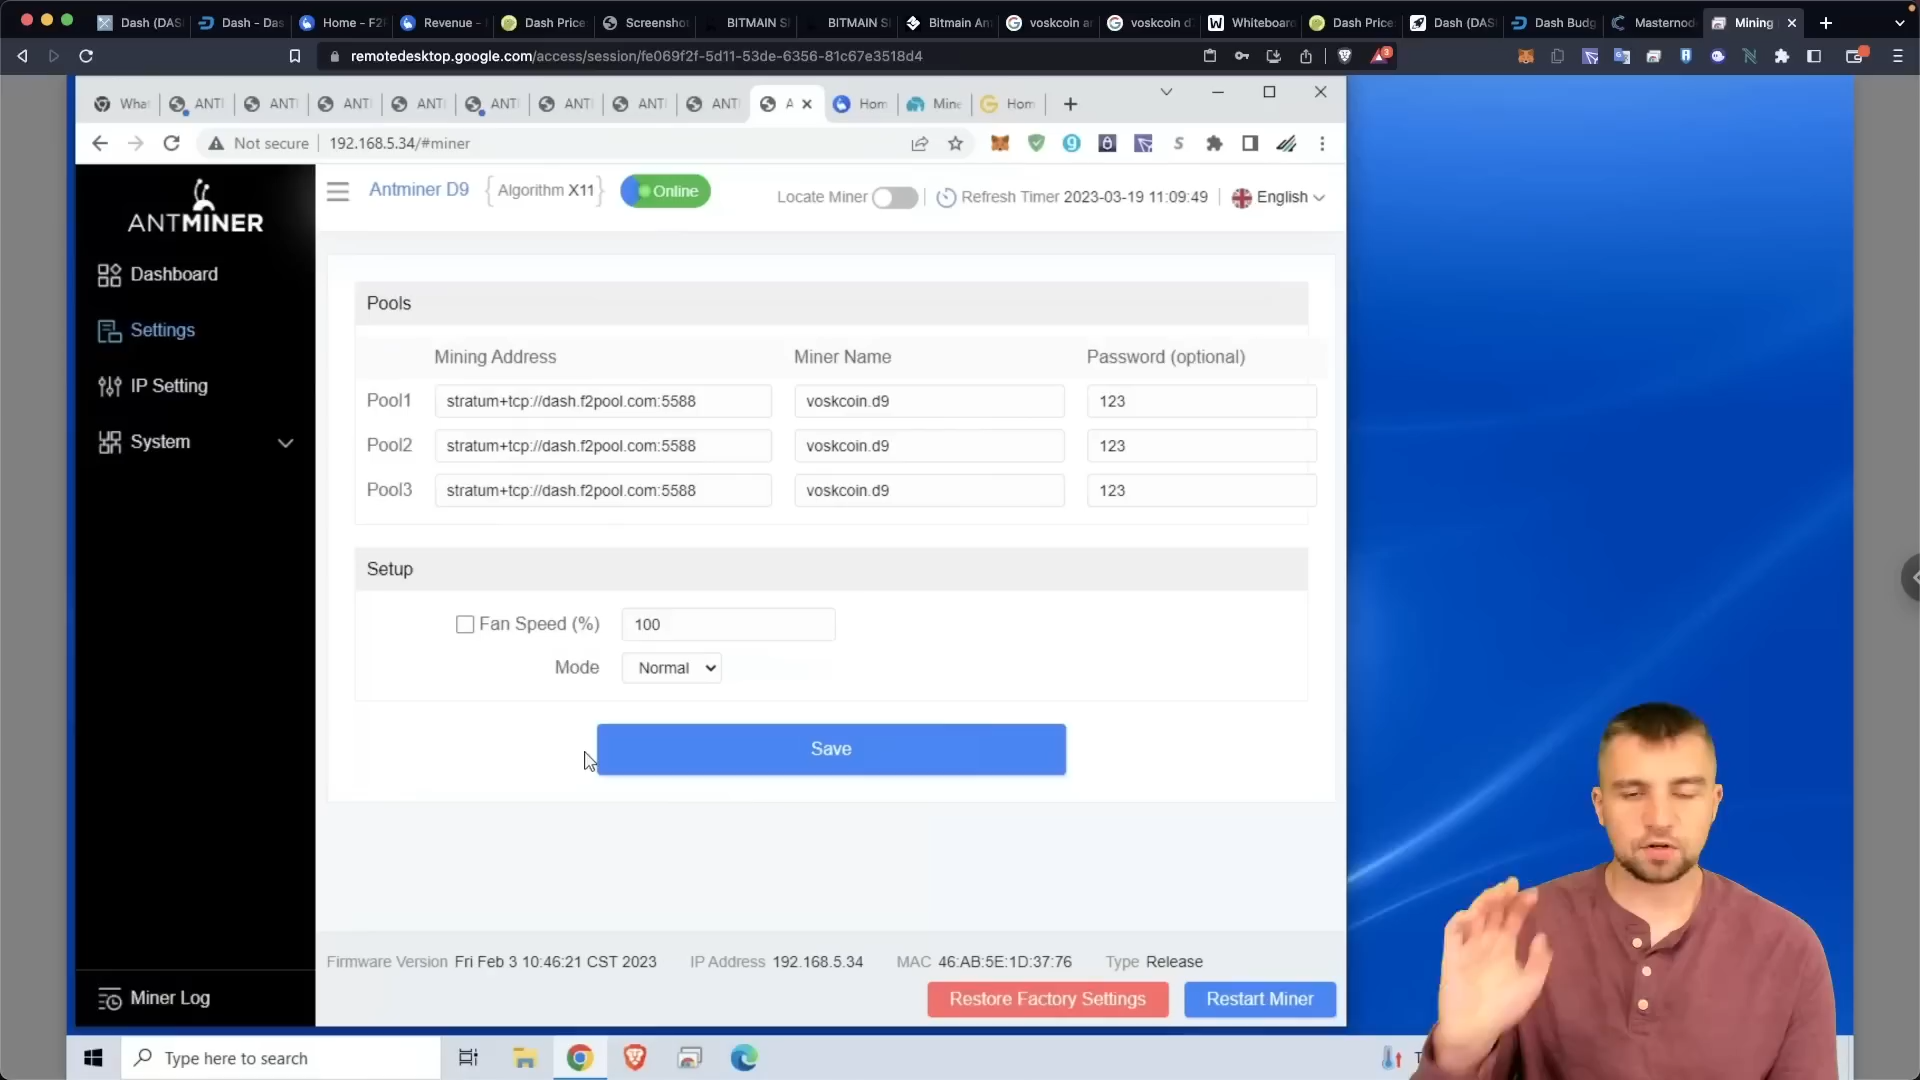 Dash (DAS
Dash - Das
Home - F2P
Revenue -
Dash Price
Screenshot
BITMAIN S
BITMAIN S
Bitmain An
voskcoin a
voskcoin d
Whiteboar
Dash Price
Dash (DAS
Dash Budg
Masternod
Mining
remotedesktop.google.com/access/session/fe069f2f-5d11-53de-6356-81c67e3518d4
3
What
ANTI
ANTI
ANTI
ANTI
ANTI
ANTI
ANTI
ANTI
A
Hom
Mine
Hom
Not secure
192.168.5.34/#miner
ANTMINER
Antminer D9
Algorithm X11
Online
Locate Miner
Refresh Timer 2023-03-19 11:09:49
English
Dashboard
Settings
IP Setting
System
Miner Log
Pools
Mining Address Miner Name Password (optional)
Pool1 stratum+tcp://dash.f2pool.com:5588 voskcoin.d9 123
Pool2 stratum+tcp://dash.f2pool.com:5588 voskcoin.d9 123
Pool3 stratum+tcp://dash.f2pool.com:5588 voskcoin.d9 123
Setup
Fan Speed (%) 100
Mode Normal
Save
Firmware Version Fri Feb 3 10:46:21 CST 2023 IP Address 192.168.5.34 MAC 46:AB:5E:1D:37:76 Type Release
Restore Factory Settings
Restart Miner
Type here to search